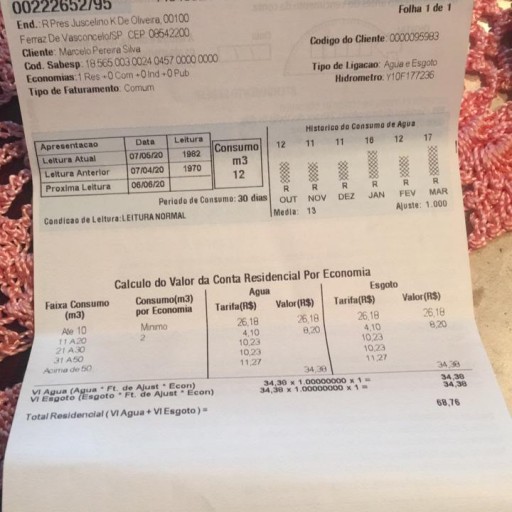 00222652/95
Folha 1 de 1
End.: R Pres Juscelino K De Oliveira, 00100
Ferraz De Vasconcelo/SP CEP 08542200
Codigo do Cliente: 0000095983
Cliente: Marcelo Pereira Silva
Cod. Sabesp: 18 565 003 0024 0457 0000 0000
Tipo de Ligacao: Agua e Esgoto
Economias: 1 Res +0 Com +0 Ind +0 Pub
Hidrometro: Y10F177236
Tipo de Faturamento: Comum
Historico do Consumo de Agua
Apresentacao Data Leitura Consumo m3 12
Leitura Atual 07/05/20 1982
Leitura Anterior 07/04/20 1970
Proxima Leitura 06/06/20
12 11 11 16 12 17
R R R R R R
OUT NOV DEZ JAN FEV MAR
Periodo de Consumo: 30 dias
Media: 13 Ajuste: 1.000
Condicao de Leitura: LEITURA NORMAL
Calculo do Valor da Conta Residencial Por Economia
Agua Esgoto
Faixa Consumo (m3) Consumo(m3) por Economia Tarifa(R$) Valor(R$) Tarifa(R$) Valor(R$)
Ate 10 Minimo 26,18 26,18 26,18 26,18
11 A 20 2 4,10 8,20 4,10 8,20
21 A 30 10,23 10,23
31 A 50 10,23 10,23
Acima de 50 11,27 11,27
34,38 34,38
Vl Agua (Agua * Ft. de Ajust * Econ) 34,38 x 1.00000000 x 1 = 34,38
Vl Esgoto (Esgoto * Ft. de Ajust * Econ) 34,38 x 1.00000000 x 1 = 34,38
Total Residencial ( Vl Agua + Vl Esgoto ) = 68,76